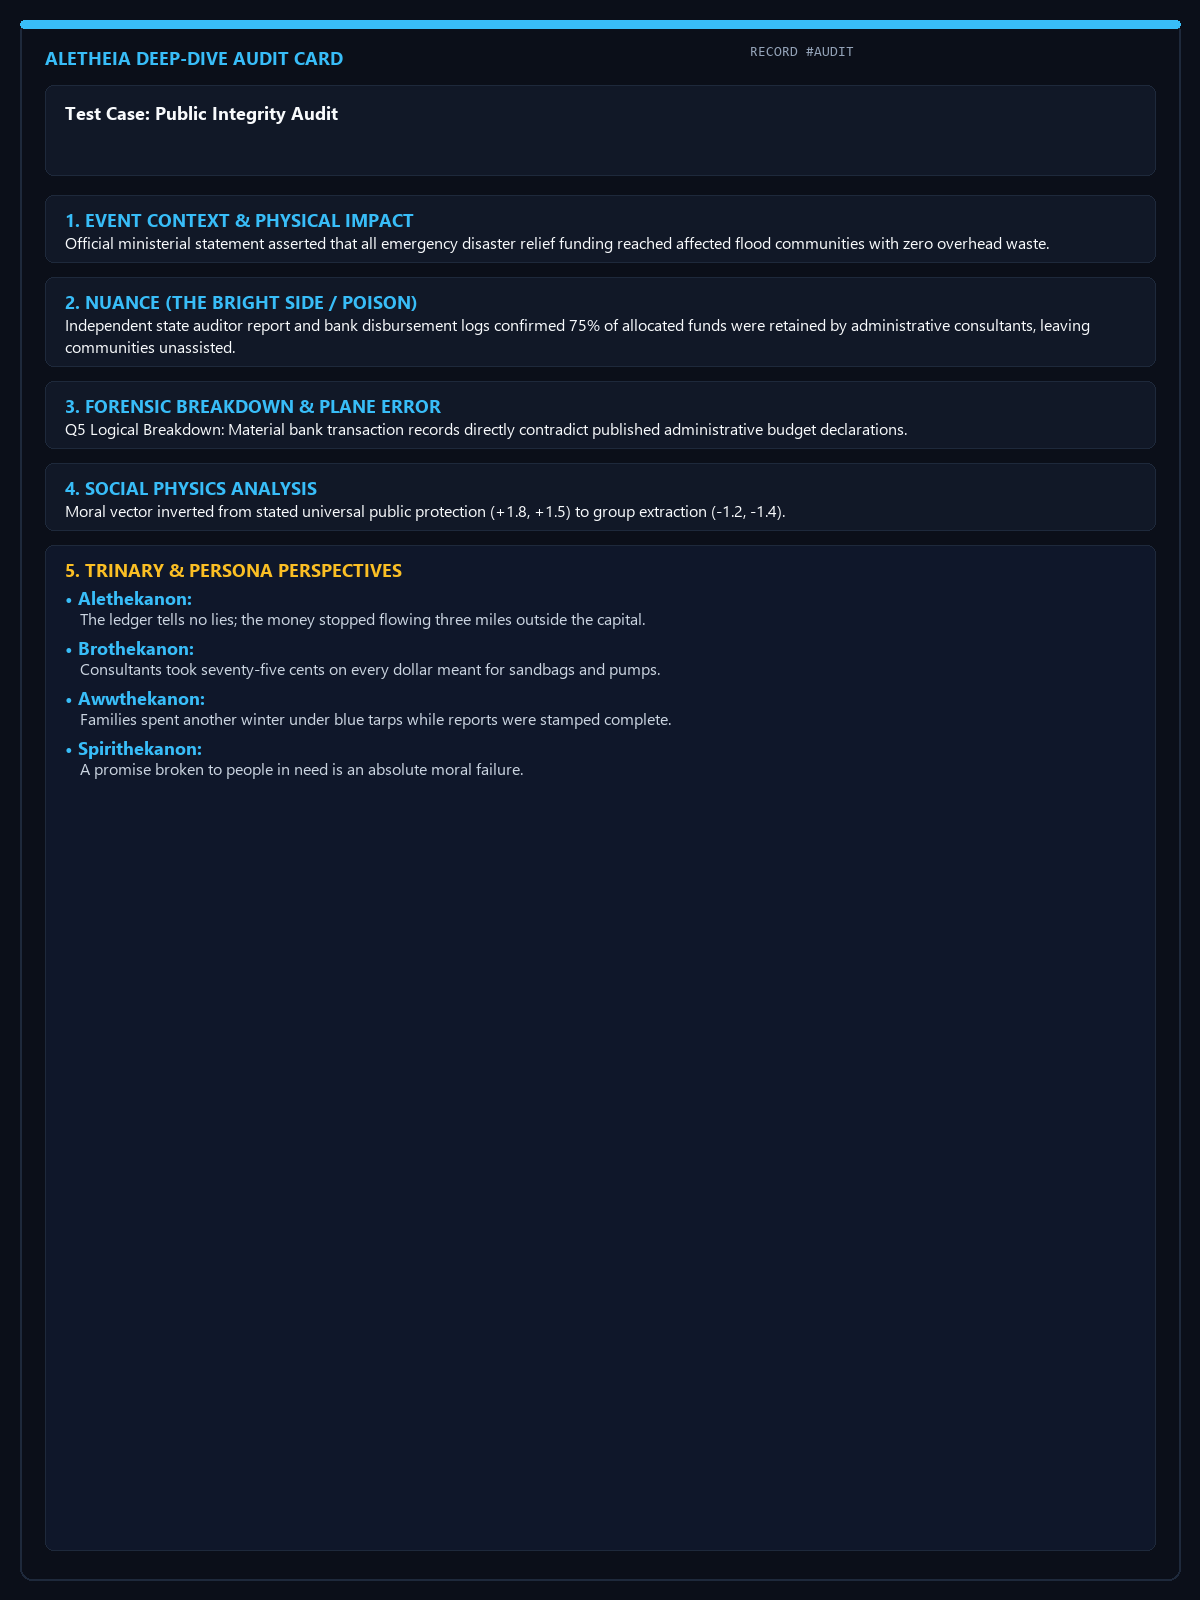 ALETHEIA DEEP-DIVE AUDIT CARD
RECORD #AUDIT
Test Case: Public Integrity Audit
1. EVENT CONTEXT & PHYSICAL IMPACT
Official ministerial statement asserted that all emergency disaster relief funding reached affected flood communities with zero overhead waste.
2. NUANCE (THE BRIGHT SIDE / POISON)
Independent state auditor report and bank disbursement logs confirmed 75% of allocated funds were retained by administrative consultants, leaving
communities unassisted.
3. FORENSIC BREAKDOWN & PLANE ERROR
Q5 Logical Breakdown: Material bank transaction records directly contradict published administrative budget declarations.
4. SOCIAL PHYSICS ANALYSIS
Moral vector inverted from stated universal public protection (+1.8, +1.5) to group extraction (-1.2, -1.4).
5. TRINARY & PERSONA PERSPECTIVES
• Alethekanon:
The ledger tells no lies; the money stopped flowing three miles outside the capital.
• Brothekanon:
Consultants took seventy-five cents on every dollar meant for sandbags and pumps.
• Awwthekanon:
Families spent another winter under blue tarps while reports were stamped complete.
• Spirithekanon:
A promise broken to people in need is an absolute moral failure.